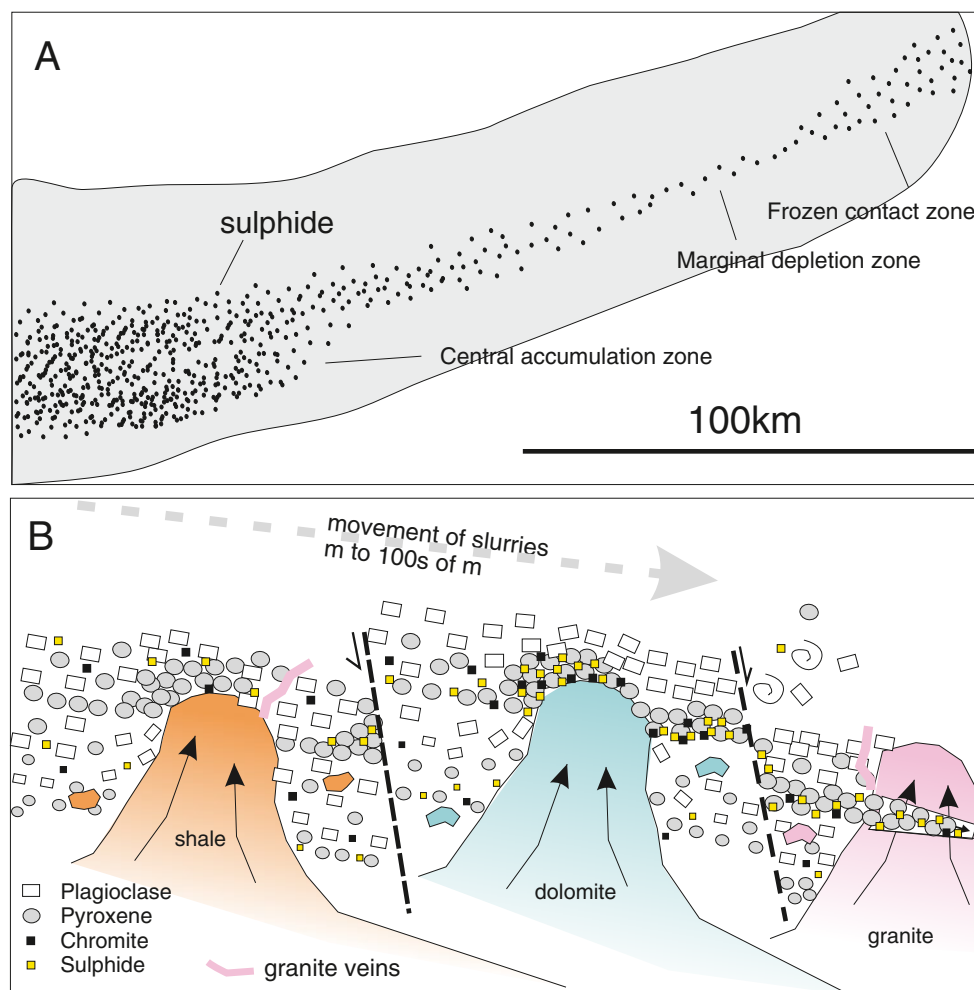 A
sulphide
Frozen contact zone
Marginal depletion zone
Central accumulation zone
100km
B
movement of slurries
m to 100s of m
shale
dolomite
granite
Plagioclase
Pyroxene
Chromite
Sulphide
granite veins